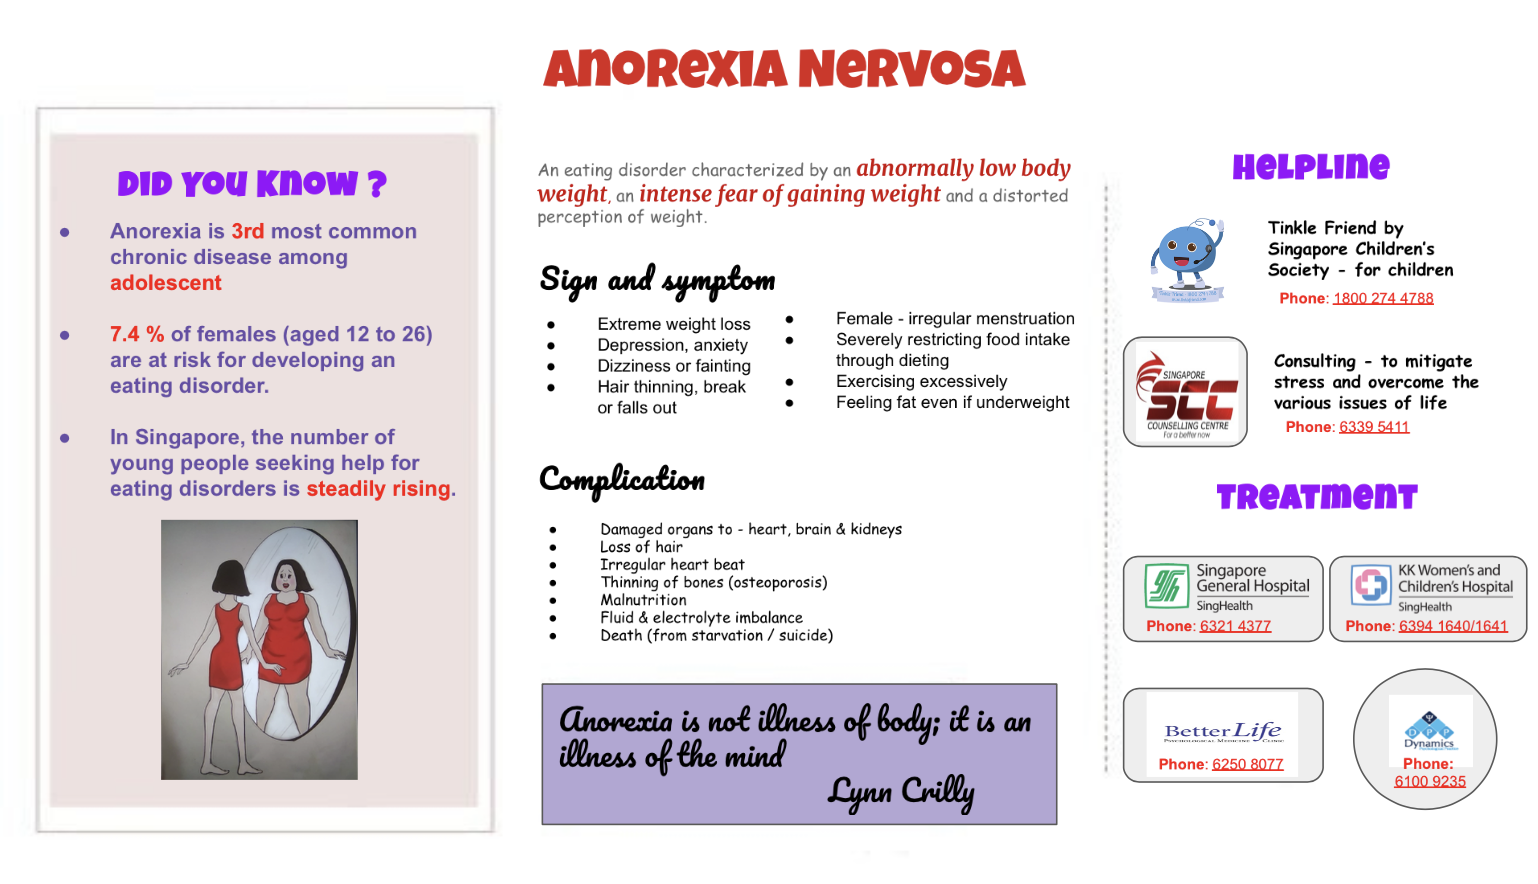 Anorexia Nervosa
Did you know ?
● Anorexia is 3rd most common
chronic disease among
adolescent
● 7.4 % of females (aged 12 to 26)
are at risk for developing an
eating disorder.
● In Singapore, the number of
young people seeking help for
eating disorders is steadily rising.
An eating disorder characterized by an abnormally low body
weight, an intense fear of gaining weight and a distorted
perception of weight.
Sign and symptom
● Extreme weight loss
● Depression, anxiety
● Dizziness or fainting
● Hair thinning, break
or falls out
● Female - irregular menstruation
● Severely restricting food intake
through dieting
● Exercising excessively
● Feeling fat even if underweight
Complication
● Damaged organs to - heart, brain & kidneys
● Loss of hair
● Irregular heart beat
● Thinning of bones (osteoporosis)
● Malnutrition
● Fluid & electrolyte imbalance
● Death (from starvation / suicide)
Anorexia is not illness of body; it is an
illness of the mind
Lynn Crilly
Helpline
Tinkle Friend by
Singapore Children's
Society - for children
Phone: 1800 274 4788
SINGAPORE
SCC
COUNSELLING CENTRE
For a better now
Consulting - to mitigate
stress and overcome the
various issues of life
Phone: 6339 5411
Treatment
Singapore
General Hospital
SingHealth
Phone: 6321 4377
KK Women's and
Children's Hospital
SingHealth
Phone: 6394 1640/1641
BetterLife
PSYCHOLOGICAL MEDICINE CLINIC
Phone: 6250 8077
DPP
Dynamics
Phone:
6100 9235